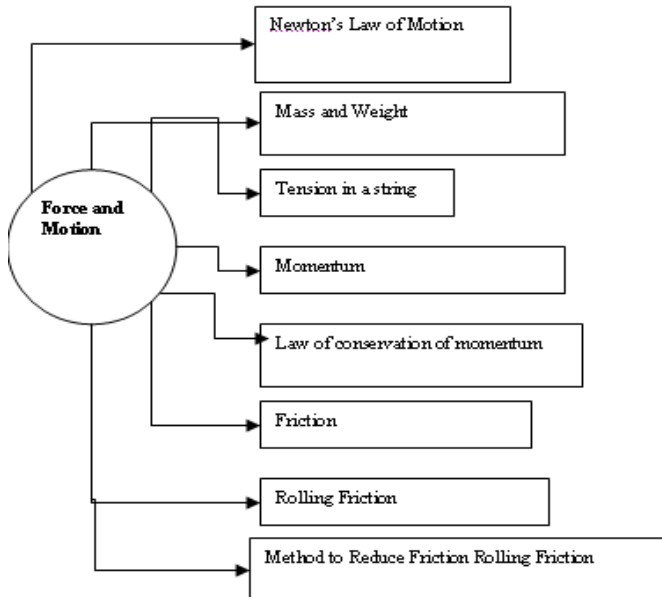 Newton's Law of Motion
Mass and Weight
Tension in a string
Force and
Motion
Momentum
Law of conservation of momentum
Friction
Rolling Friction
Method to Reduce Friction Rolling Friction